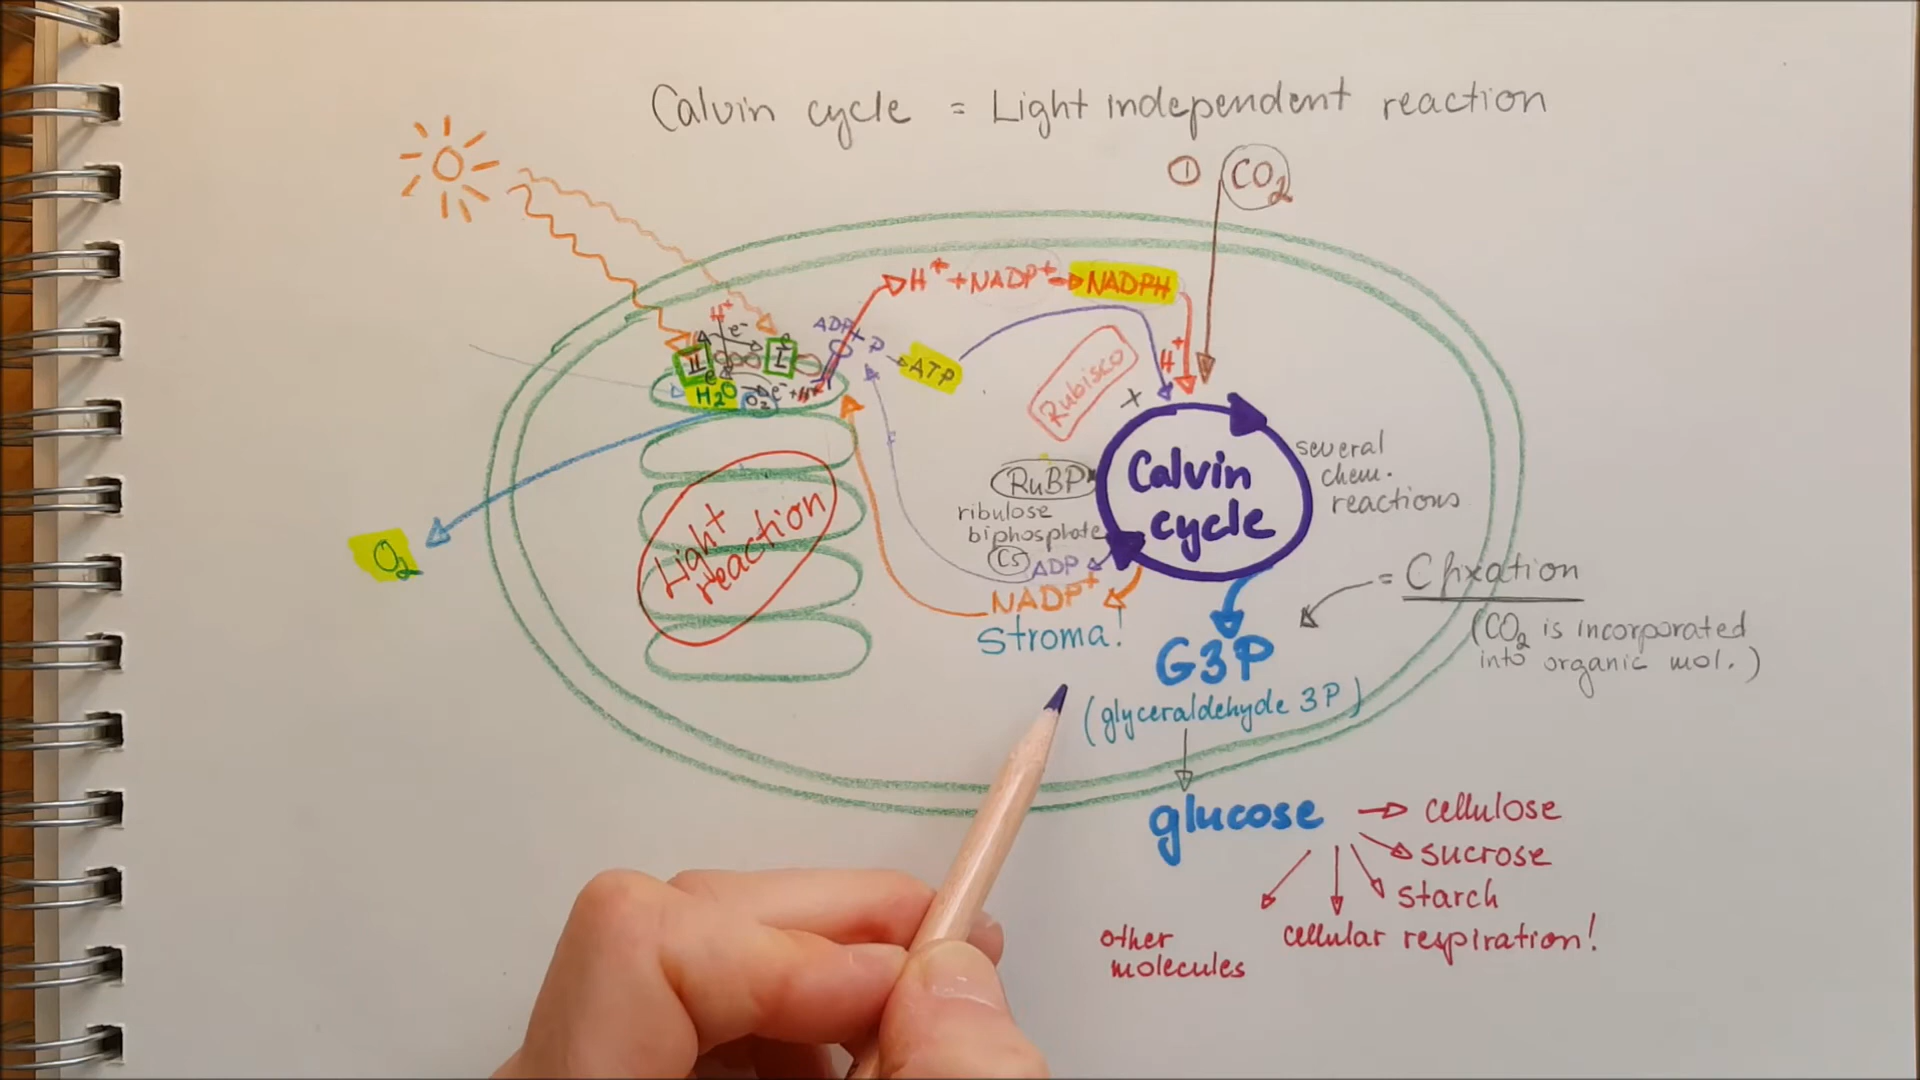 Calvin cycle = Light independent reaction
① CO2
H+ + NADP+ → NADPH
H+
e-
ADP + P → ATP
H+
II
I
e
H2O
O2
e-
Rubisco
+
Calvin cycle
several
chem.
reactions
RuBP
ribulose
biphosphate
C5
ADP
NADP+
Stroma!
Light
reaction
O2
= C fixation
(CO2 is incorporated
into organic mol.)
G3P
(glyceraldehyde 3P)
glucose → cellulose
sucrose
starch
cellular respiration!
other
molecules